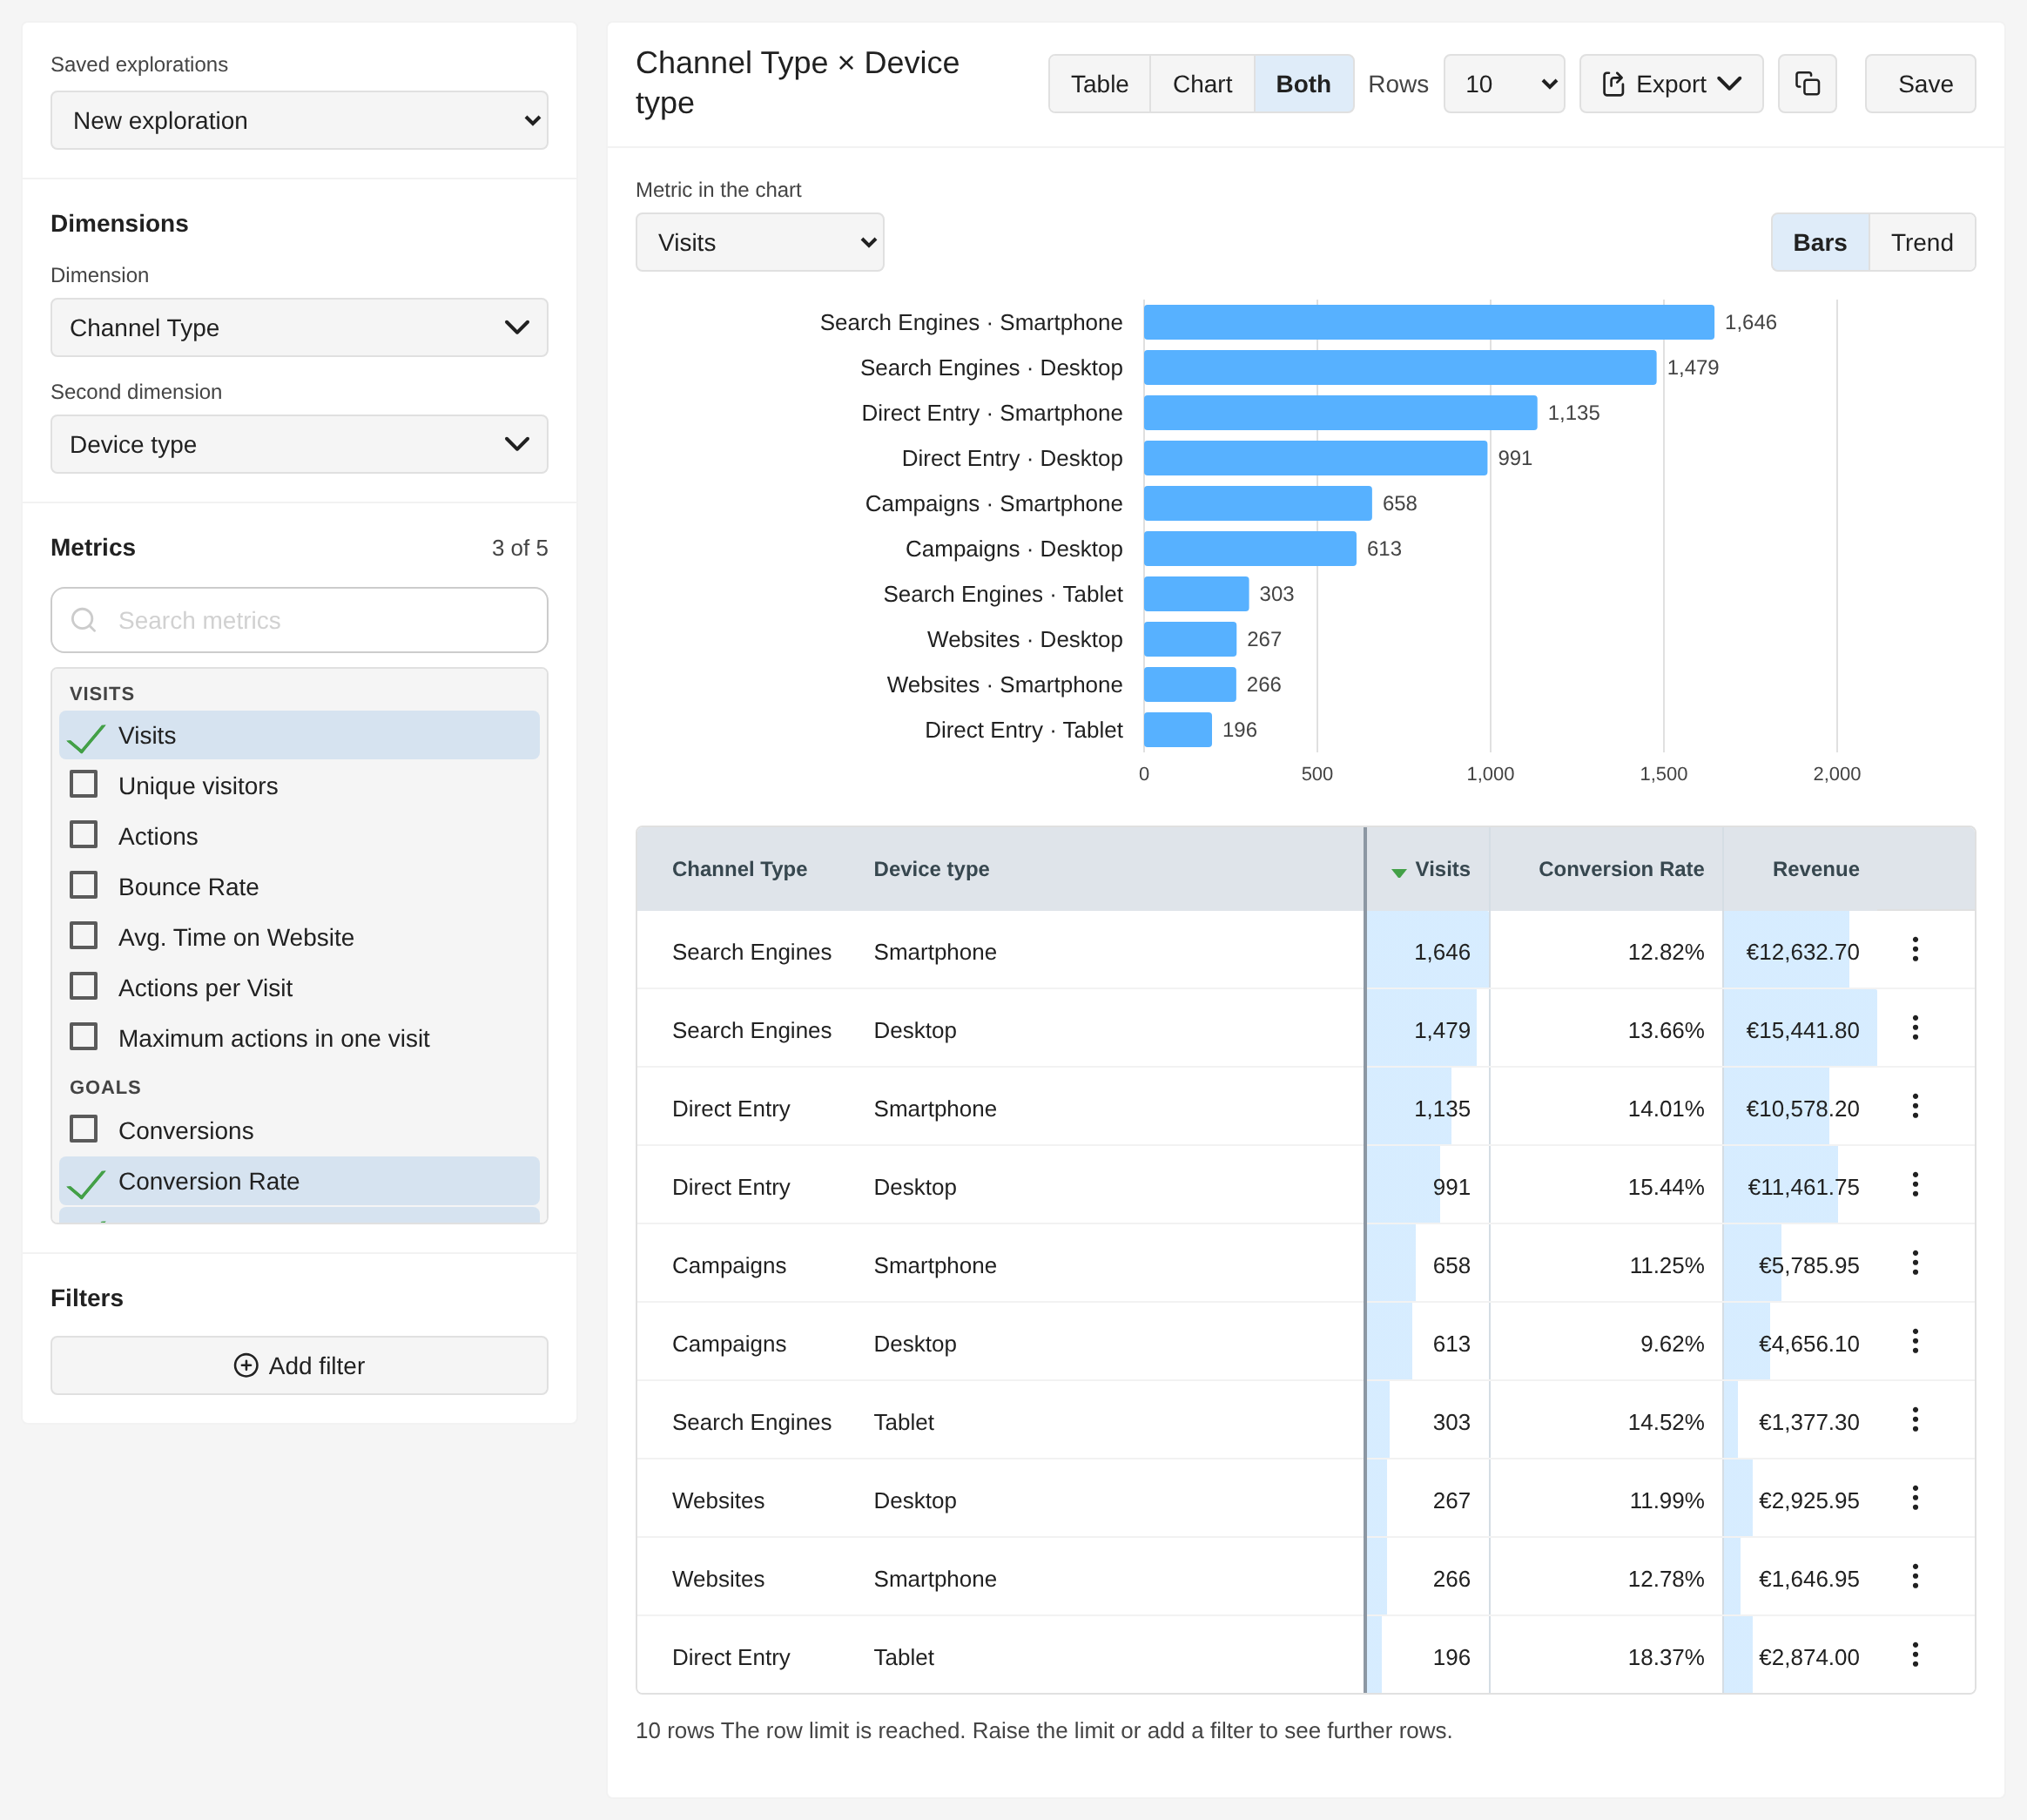 Saved explorations
New exploration
Dimensions
Dimension
Channel Type
Second dimension
Device type
Metrics 3 of 5
Search metrics
VISITS
Visits
Unique visitors
Actions
Bounce Rate
Avg. Time on Website
Actions per Visit
Maximum actions in one visit
GOALS
Conversions
Conversion Rate
Filters
Add filter
Channel Type × Device
type
Table Chart Both Rows 10 Export Save
Metric in the chart
Visits Bars Trend
Search Engines · Smartphone 1,646
Search Engines · Desktop 1,479
Direct Entry · Smartphone 1,135
Direct Entry · Desktop 991
Campaigns · Smartphone 658
Campaigns · Desktop 613
Search Engines · Tablet 303
Websites · Desktop 267
Websites · Smartphone 266
Direct Entry · Tablet 196
0 500 1,000 1,500 2,000
Channel Type Device type Visits Conversion Rate Revenue
Search Engines Smartphone 1,646 12.82% €12,632.70
Search Engines Desktop 1,479 13.66% €15,441.80
Direct Entry Smartphone 1,135 14.01% €10,578.20
Direct Entry Desktop 991 15.44% €11,461.75
Campaigns Smartphone 658 11.25% €5,785.95
Campaigns Desktop 613 9.62% €4,656.10
Search Engines Tablet 303 14.52% €1,377.30
Websites Desktop 267 11.99% €2,925.95
Websites Smartphone 266 12.78% €1,646.95
Direct Entry Tablet 196 18.37% €2,874.00
10 rows The row limit is reached. Raise the limit or add a filter to see further rows.